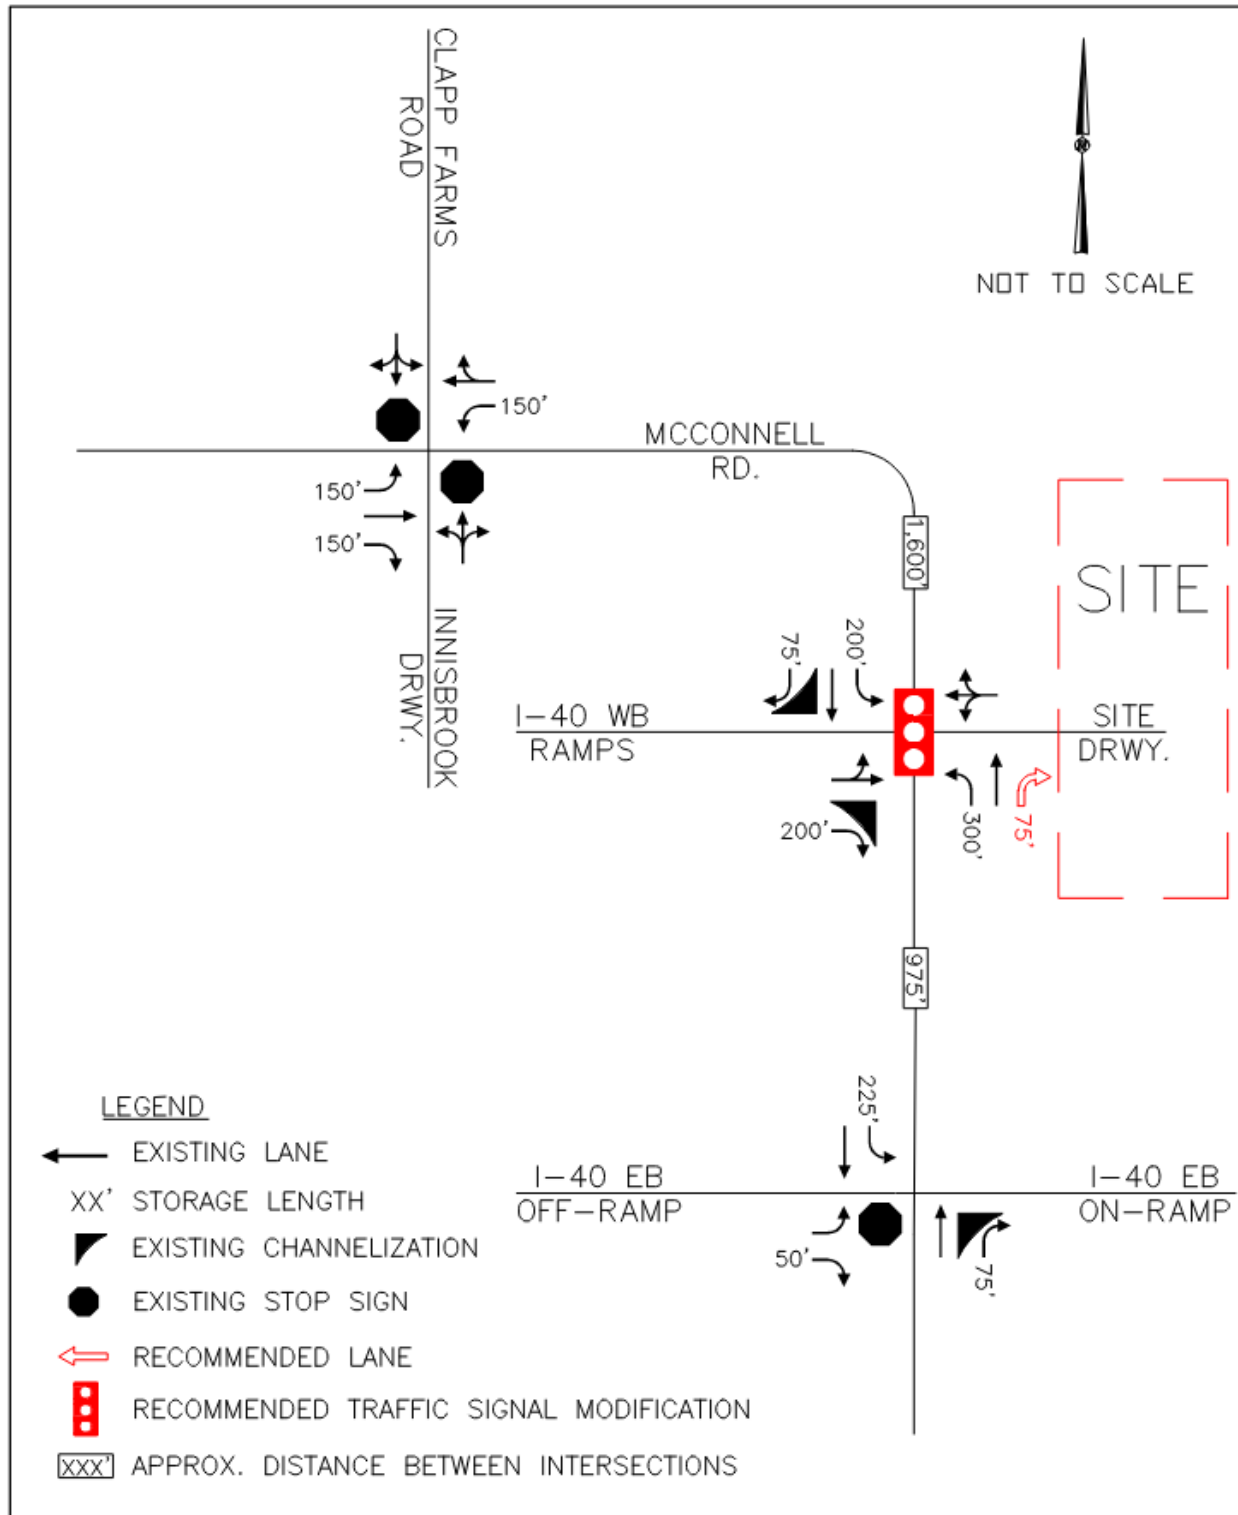 CLAPP FARMS
ROAD
N
NOT TO SCALE
150'
MCCONNELL
RD.
150'
150'
1,600'
SITE
INNISBROOK
DRWY.
75'
200'
I-40 WB
RAMPS
SITE
DRWY.
200'
300'
75'
975'
225'
I-40 EB
OFF-RAMP
I-40 EB
ON-RAMP
50'
75'
LEGEND
EXISTING LANE
XX' STORAGE LENGTH
EXISTING CHANNELIZATION
EXISTING STOP SIGN
RECOMMENDED LANE
RECOMMENDED TRAFFIC SIGNAL MODIFICATION
XXX' APPROX. DISTANCE BETWEEN INTERSECTIONS